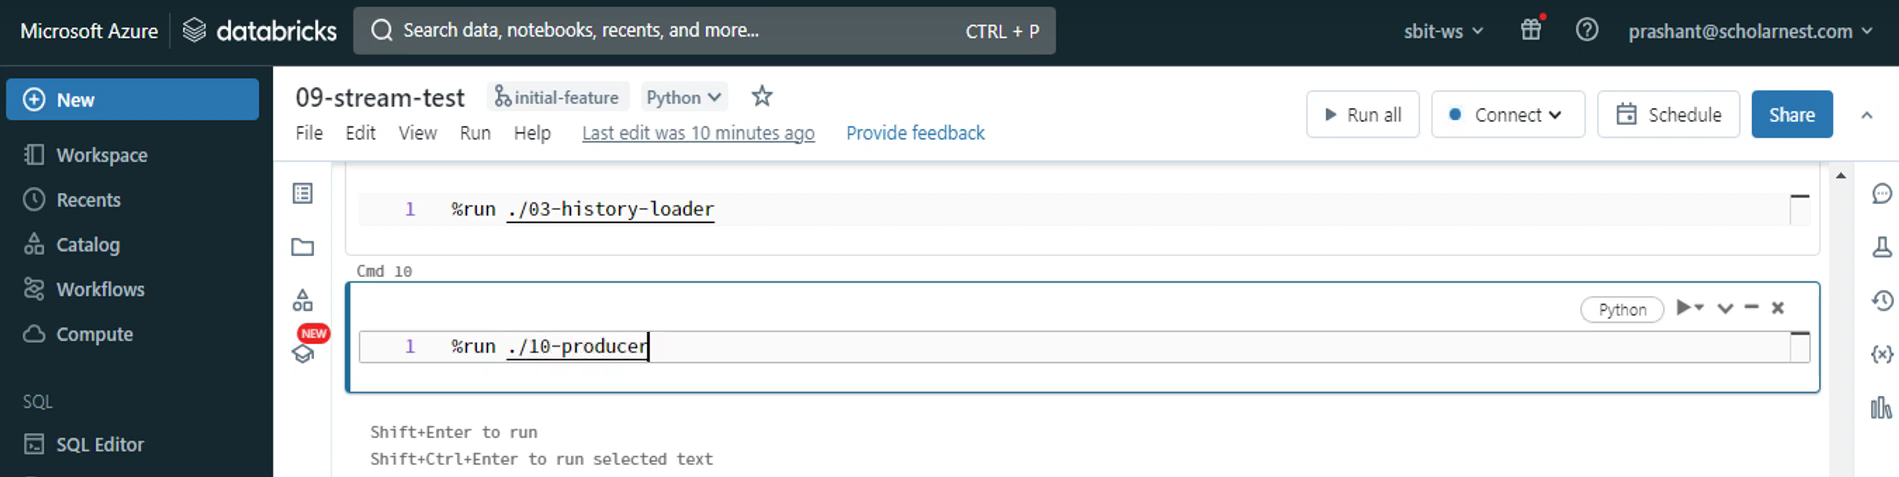 Microsoft Azure databricks Search data, notebooks, recents, and more... CTRL + P sbit-ws prashant@scholarnest.com
New
Workspace
Recents
Catalog
Workflows
Compute
SQL
SQL Editor
09-stream-test initial-feature Python
File Edit View Run Help Last edit was 10 minutes ago Provide feedback
Run all Connect Schedule Share
NEW
1 %run ./03-history-loader
Cmd 10
Python
1 %run ./10-producer
Shift+Enter to run
Shift+Ctrl+Enter to run selected text